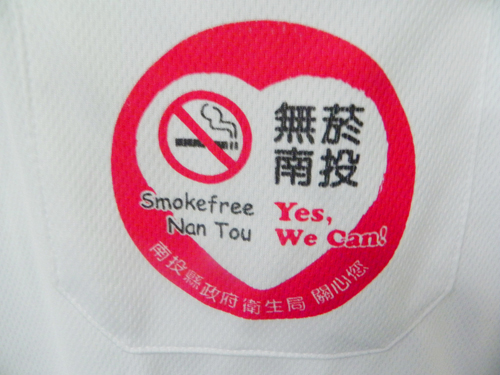 無菸
南投
Smokefree
Nan Tou
Yes,
We Can!
南投縣政府衛生局 關心您